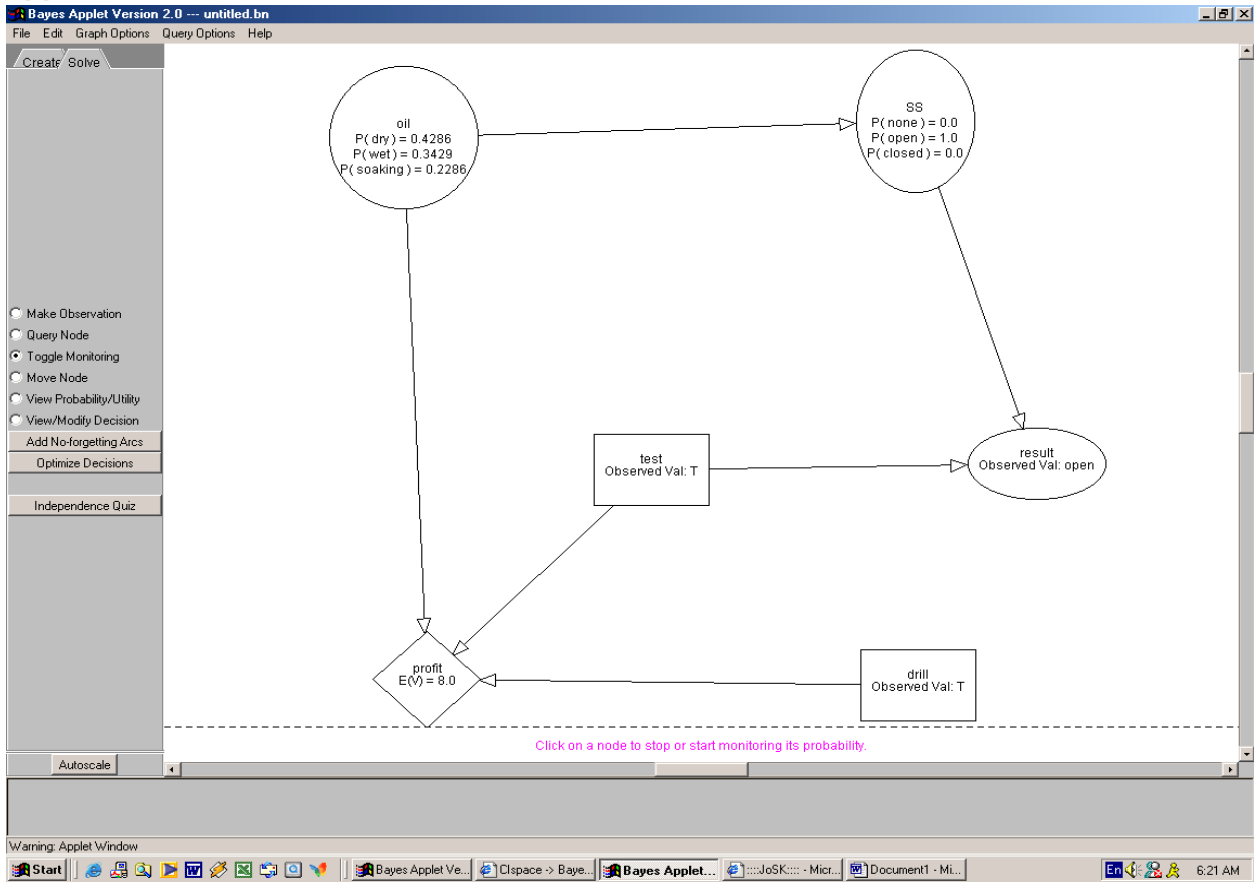 Bayes Applet Version 2.0 --- untitled.bn
File Edit Graph Options Query Options Help
Create Solve
oil
P( dry ) = 0.4286
P( wet ) = 0.3429
P( soaking ) = 0.2286
SS
P( none ) = 0.0
P( open ) = 1.0
P( closed ) = 0.0
Make Observation
Query Node
Toggle Monitoring
Move Node
View Probability/Utility
View/Modify Decision
Add No-forgetting Arcs
Optimize Decisions
Independence Quiz
test
Observed Val: T
result
Observed Val: open
profit
E(V) = 8.0
drill
Observed Val: T
Click on a node to stop or start monitoring its probability.
Autoscale
Warning: Applet Window
Start Bayes Applet Ve... CIspace -> Baye... Bayes Applet... ::::JoSK:::: - Micr... Document1 - Mi... En 6:21 AM